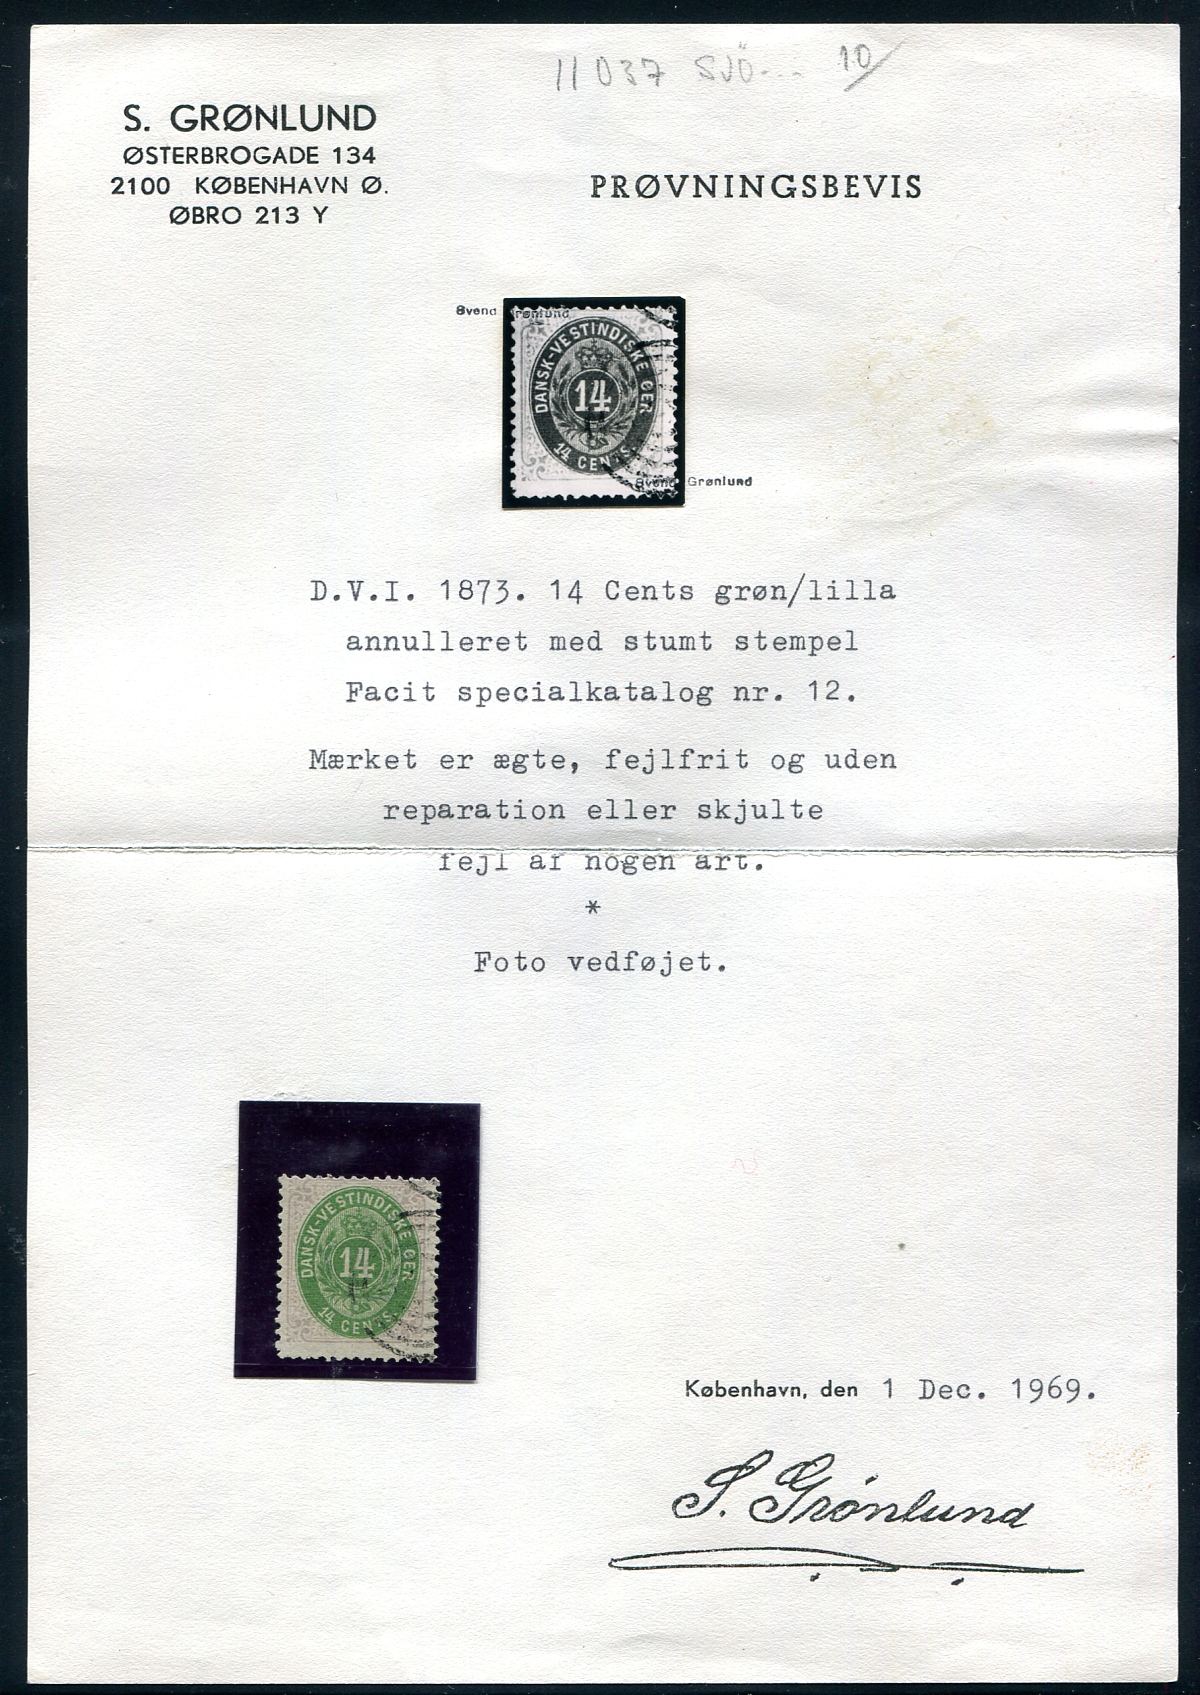 11037 SJÖ... 10/
S. GRØNLUND
ØSTERBROGADE 134
2100 KØBENHAVN Ø.
ØBRO 213 Y
PRØVNINGSBEVIS
Svend Grønlund
DANSK-VESTINDISKE ØER
14
14 CENTS.
Svend Grønlund
D.V.I. 1873. 14 Cents grøn/lilla
annulleret med stumt stempel
Facit specialkatalog nr. 12.
Mærket er ægte, fejlfrit og uden
reparation eller skjulte
fejl af nogen art.
*
Foto vedføjet.
DANSK-VESTINDISKE ØER
14
14 CENTS.
København, den 1 Dec. 1969.
S. Grønlund